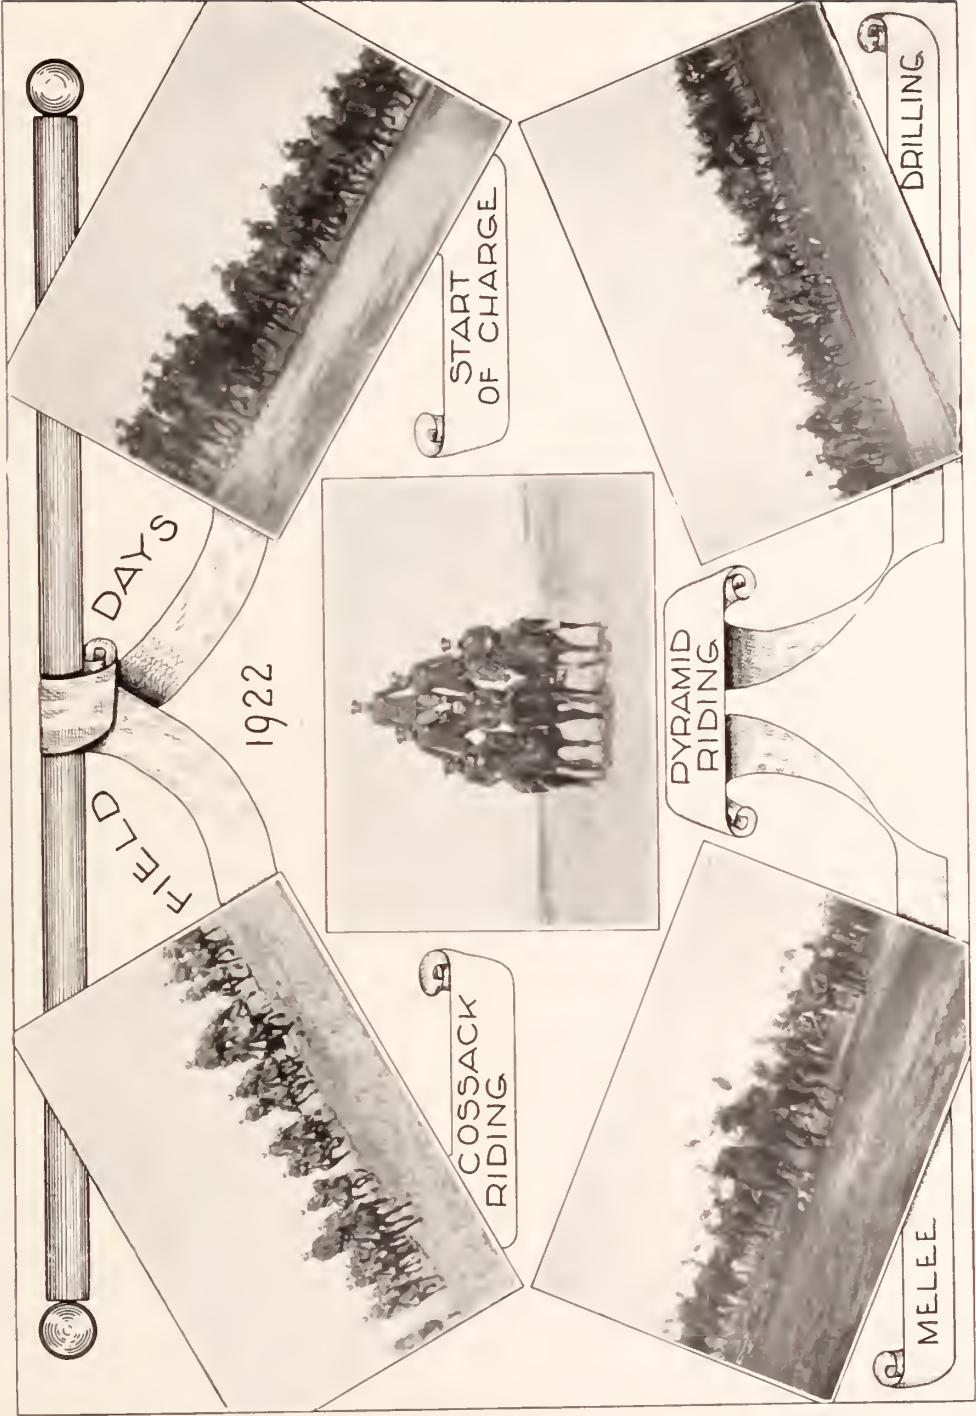 FIELD DAYS
1922
COSSACK
RIDING
START
OF CHARGE
PYRAMID
RIDING
MELEE
DRILLING